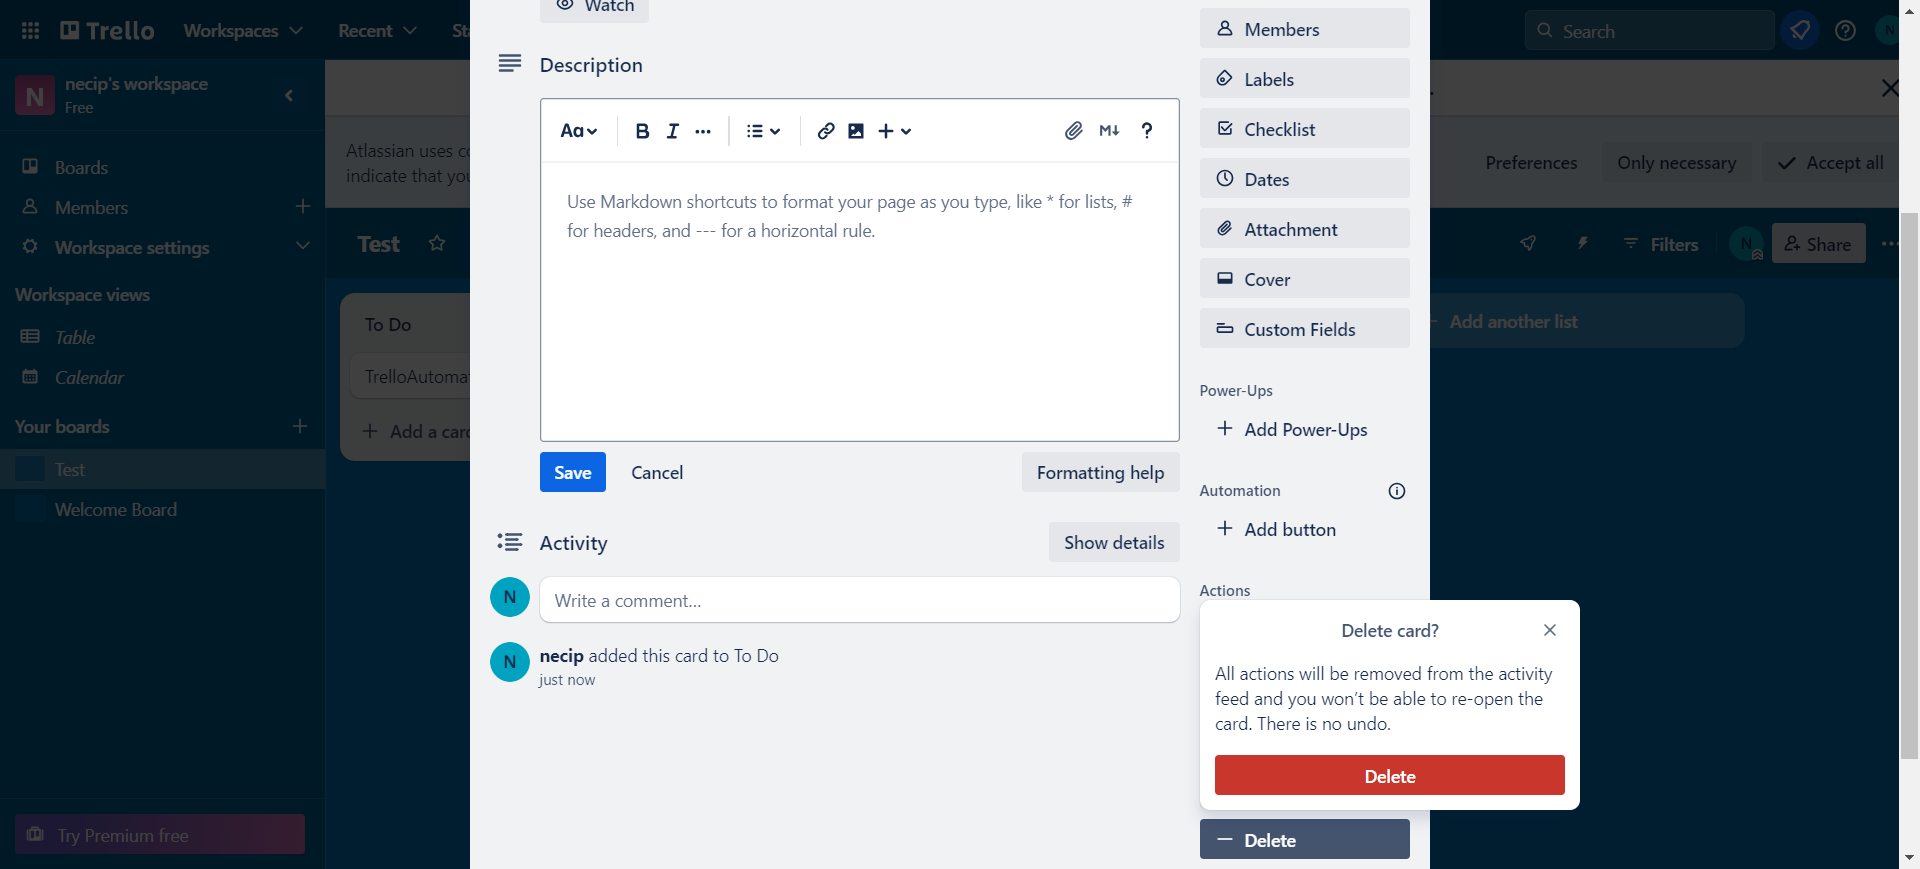 Trello
Workspaces
Recent
Search
N
N
necip's workspace
Free
Boards
Members
Workspace settings
Workspace views
Table
Calendar
Your boards
Test
Welcome Board
Try Premium free
Atlassian uses
indicate that you
Preferences
Only necessary
Accept all
Test
Filters
N
Share
To Do
Add a card
Add another list
Watch
Description
Aa
B
I
M
?
Use Markdown shortcuts to format your page as you type, like * for lists, #
for headers, and --- for a horizontal rule.
Save
Cancel
Formatting help
Activity
Show details
N
Write a comment...
N
necip added this card to To Do
just now
Members
Labels
Checklist
Dates
Attachment
Cover
Custom Fields
Power-Ups
Add Power-Ups
Automation
Add button
Actions
Delete card?
All actions will be removed from the activity
feed and you won't be able to re-open the
card. There is no undo.
Delete
Delete